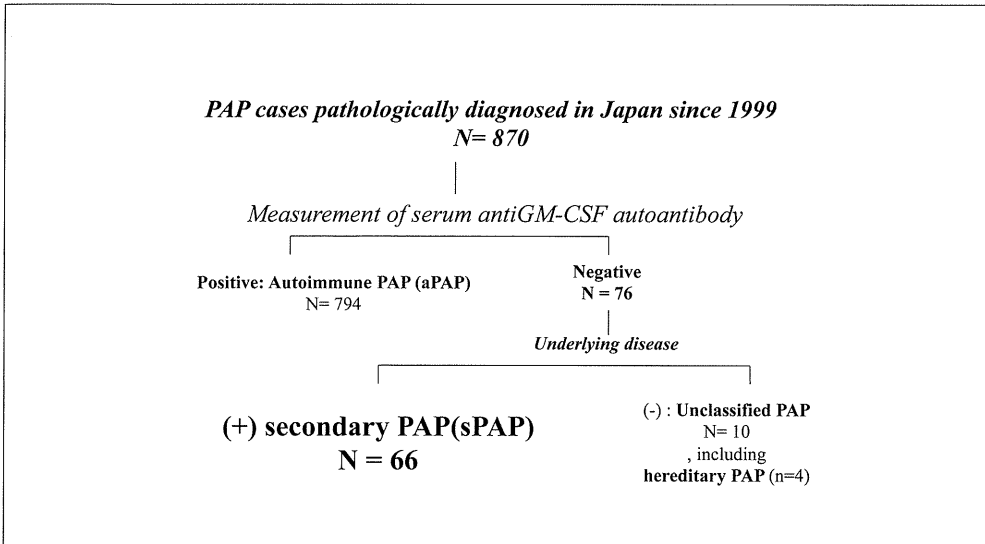 PAP cases pathologically diagnosed in Japan since 1999
N= 870
Measurement of serum antiGM-CSF autoantibody
Positive: Autoimmune PAP (aPAP)
N= 794
Negative
N = 76
Underlying disease
(+) secondary PAP(sPAP)
N = 66
(-) : Unclassified PAP
N= 10
, including
hereditary PAP (n=4)